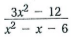 3x² − 12
x² − x − 6